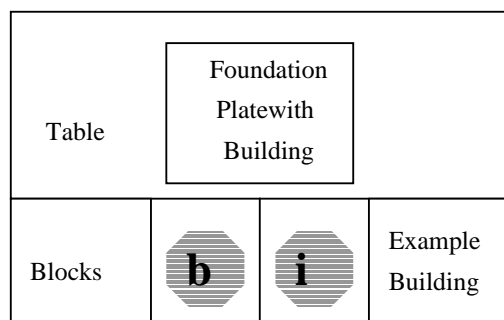 Foundation
Platewith
Building
Table
Blocks
b
i
Example
Building